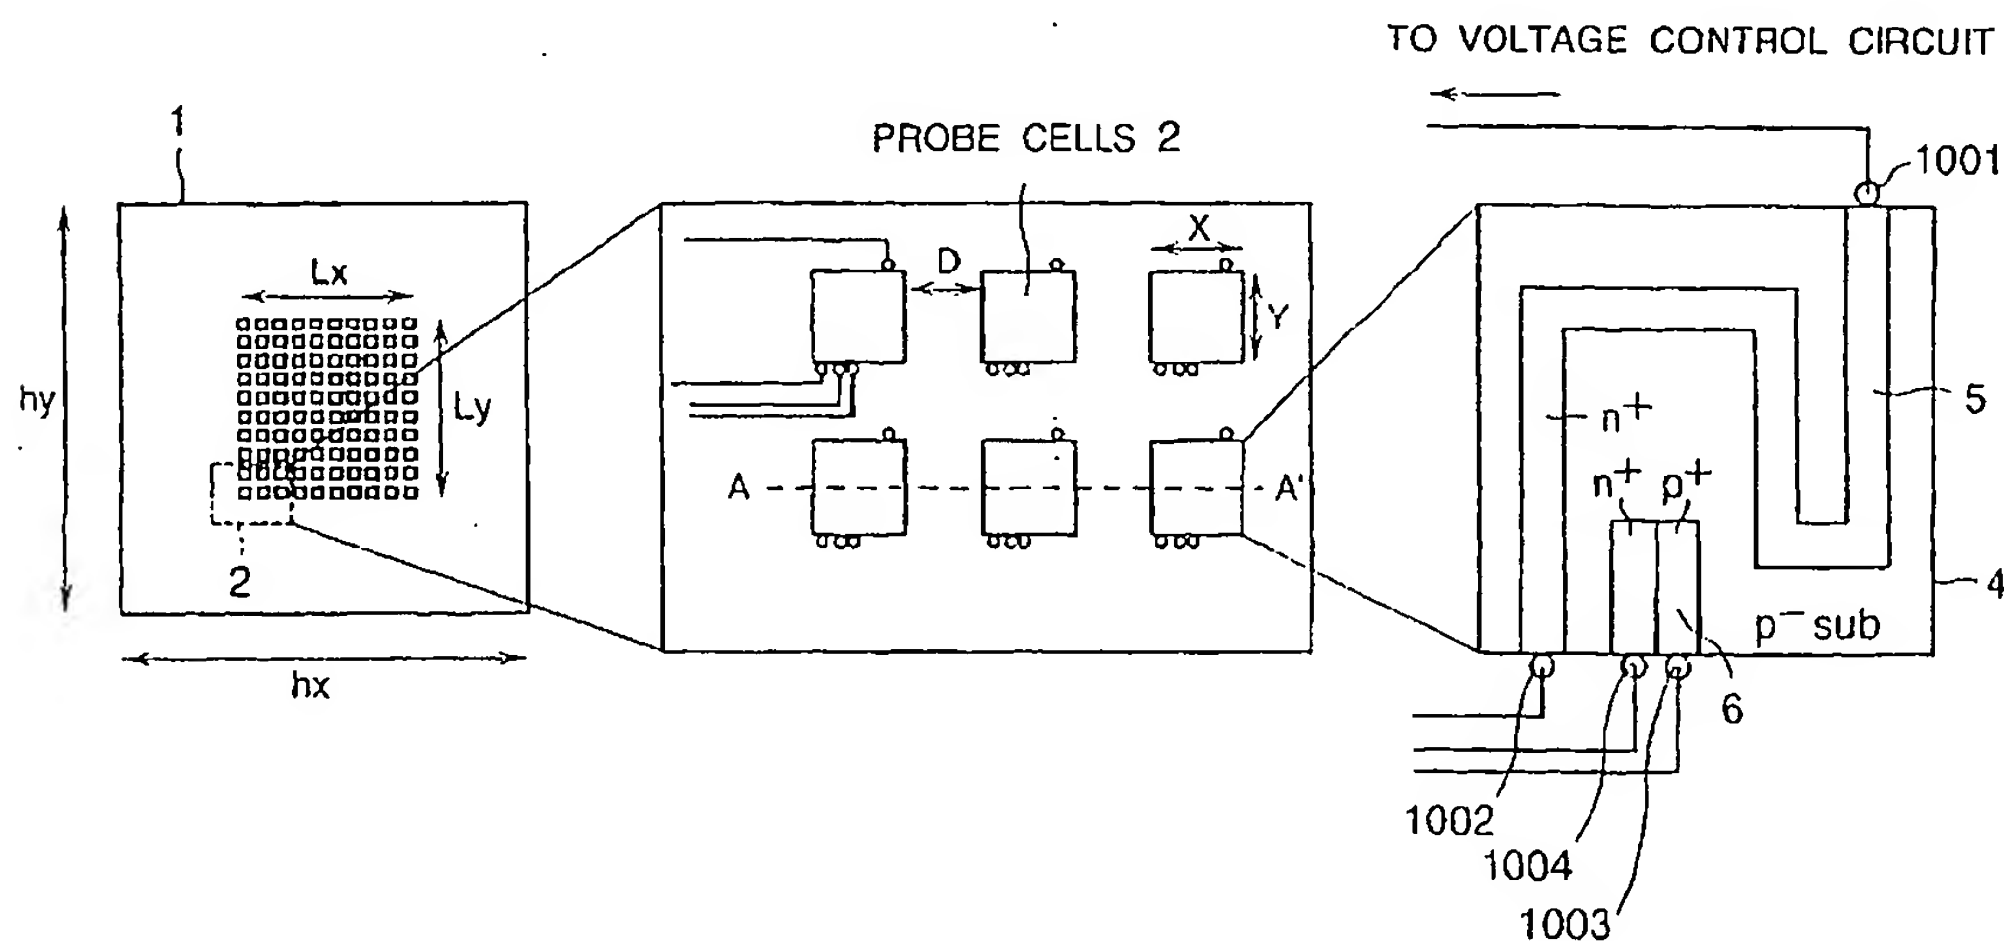 TO VOLTAGE CONTROL CIRCUIT
1
PROBE CELLS 2
1001
X
D
Lx
Y
hy
Ly
5
n+
n+ p+
A
A'
2
4
p− sub
hx
6
1002
1004
1003